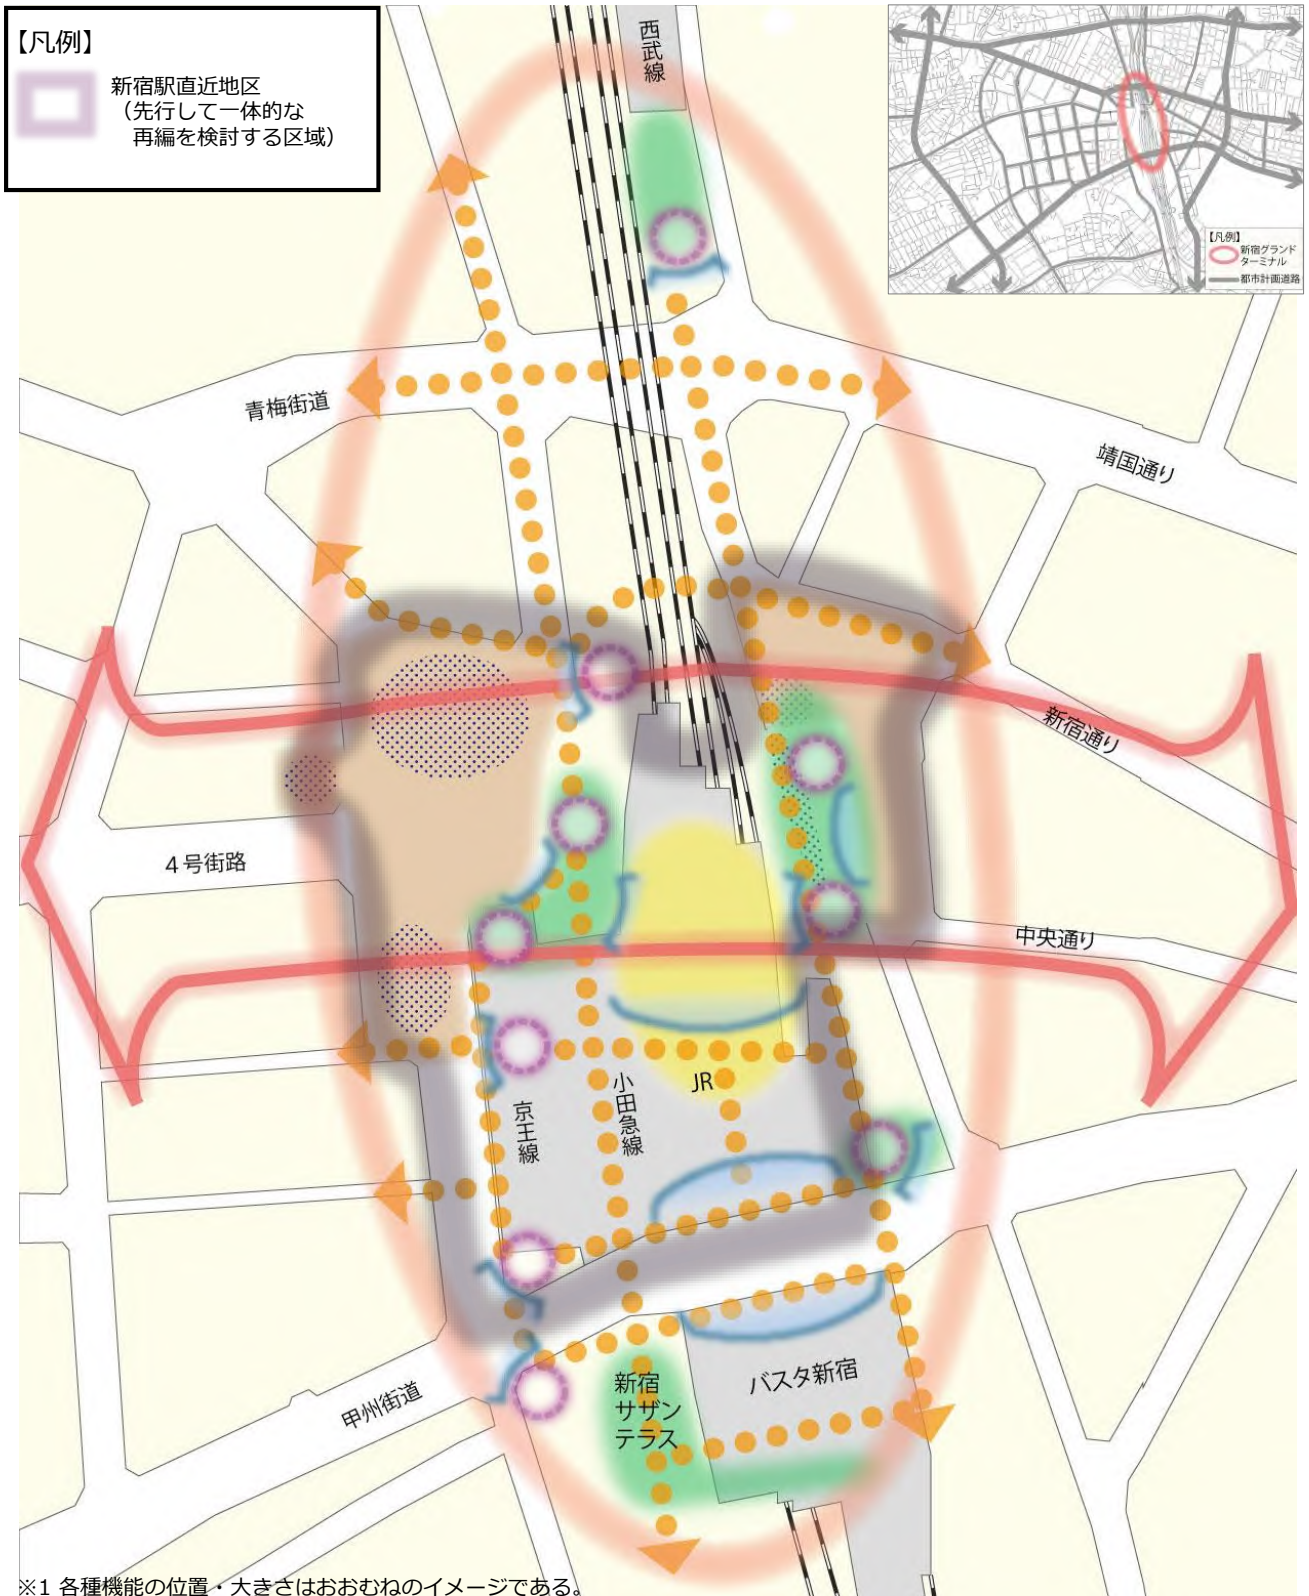 【凡例】
新宿駅直近地区
（先行して一体的な
再編を検討する区域）
西武線
【凡例】
新宿グランド
ターミナル
都市計画道路
青梅街道
靖国通り
新宿通り
４号街路
中央通り
JR
小田急線
京王線
新宿
サザン
テラス
バスタ新宿
甲州街道
※1 各種機能の位置・大きさはおおむねのイメージである。